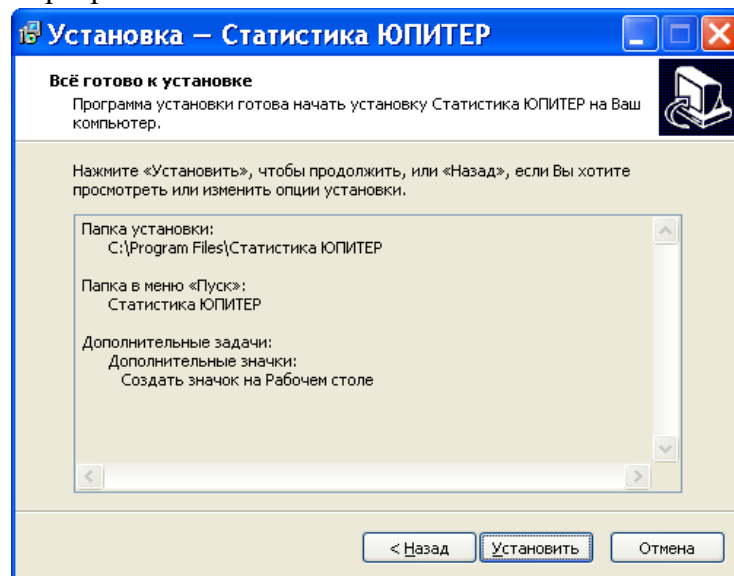 Установка — Статистика ЮПИТЕР
Всё готово к установке
Программа установки готова начать установку Статистика ЮПИТЕР на Ваш
компьютер.
Нажмите «Установить», чтобы продолжить, или «Назад», если Вы хотите
просмотреть или изменить опции установки.
Папка установки:
C:\Program Files\Статистика ЮПИТЕР
Папка в меню «Пуск»:
Статистика ЮПИТЕР
Дополнительные задачи:
Дополнительные значки:
Создать значок на Рабочем столе
< Назад Установить Отмена